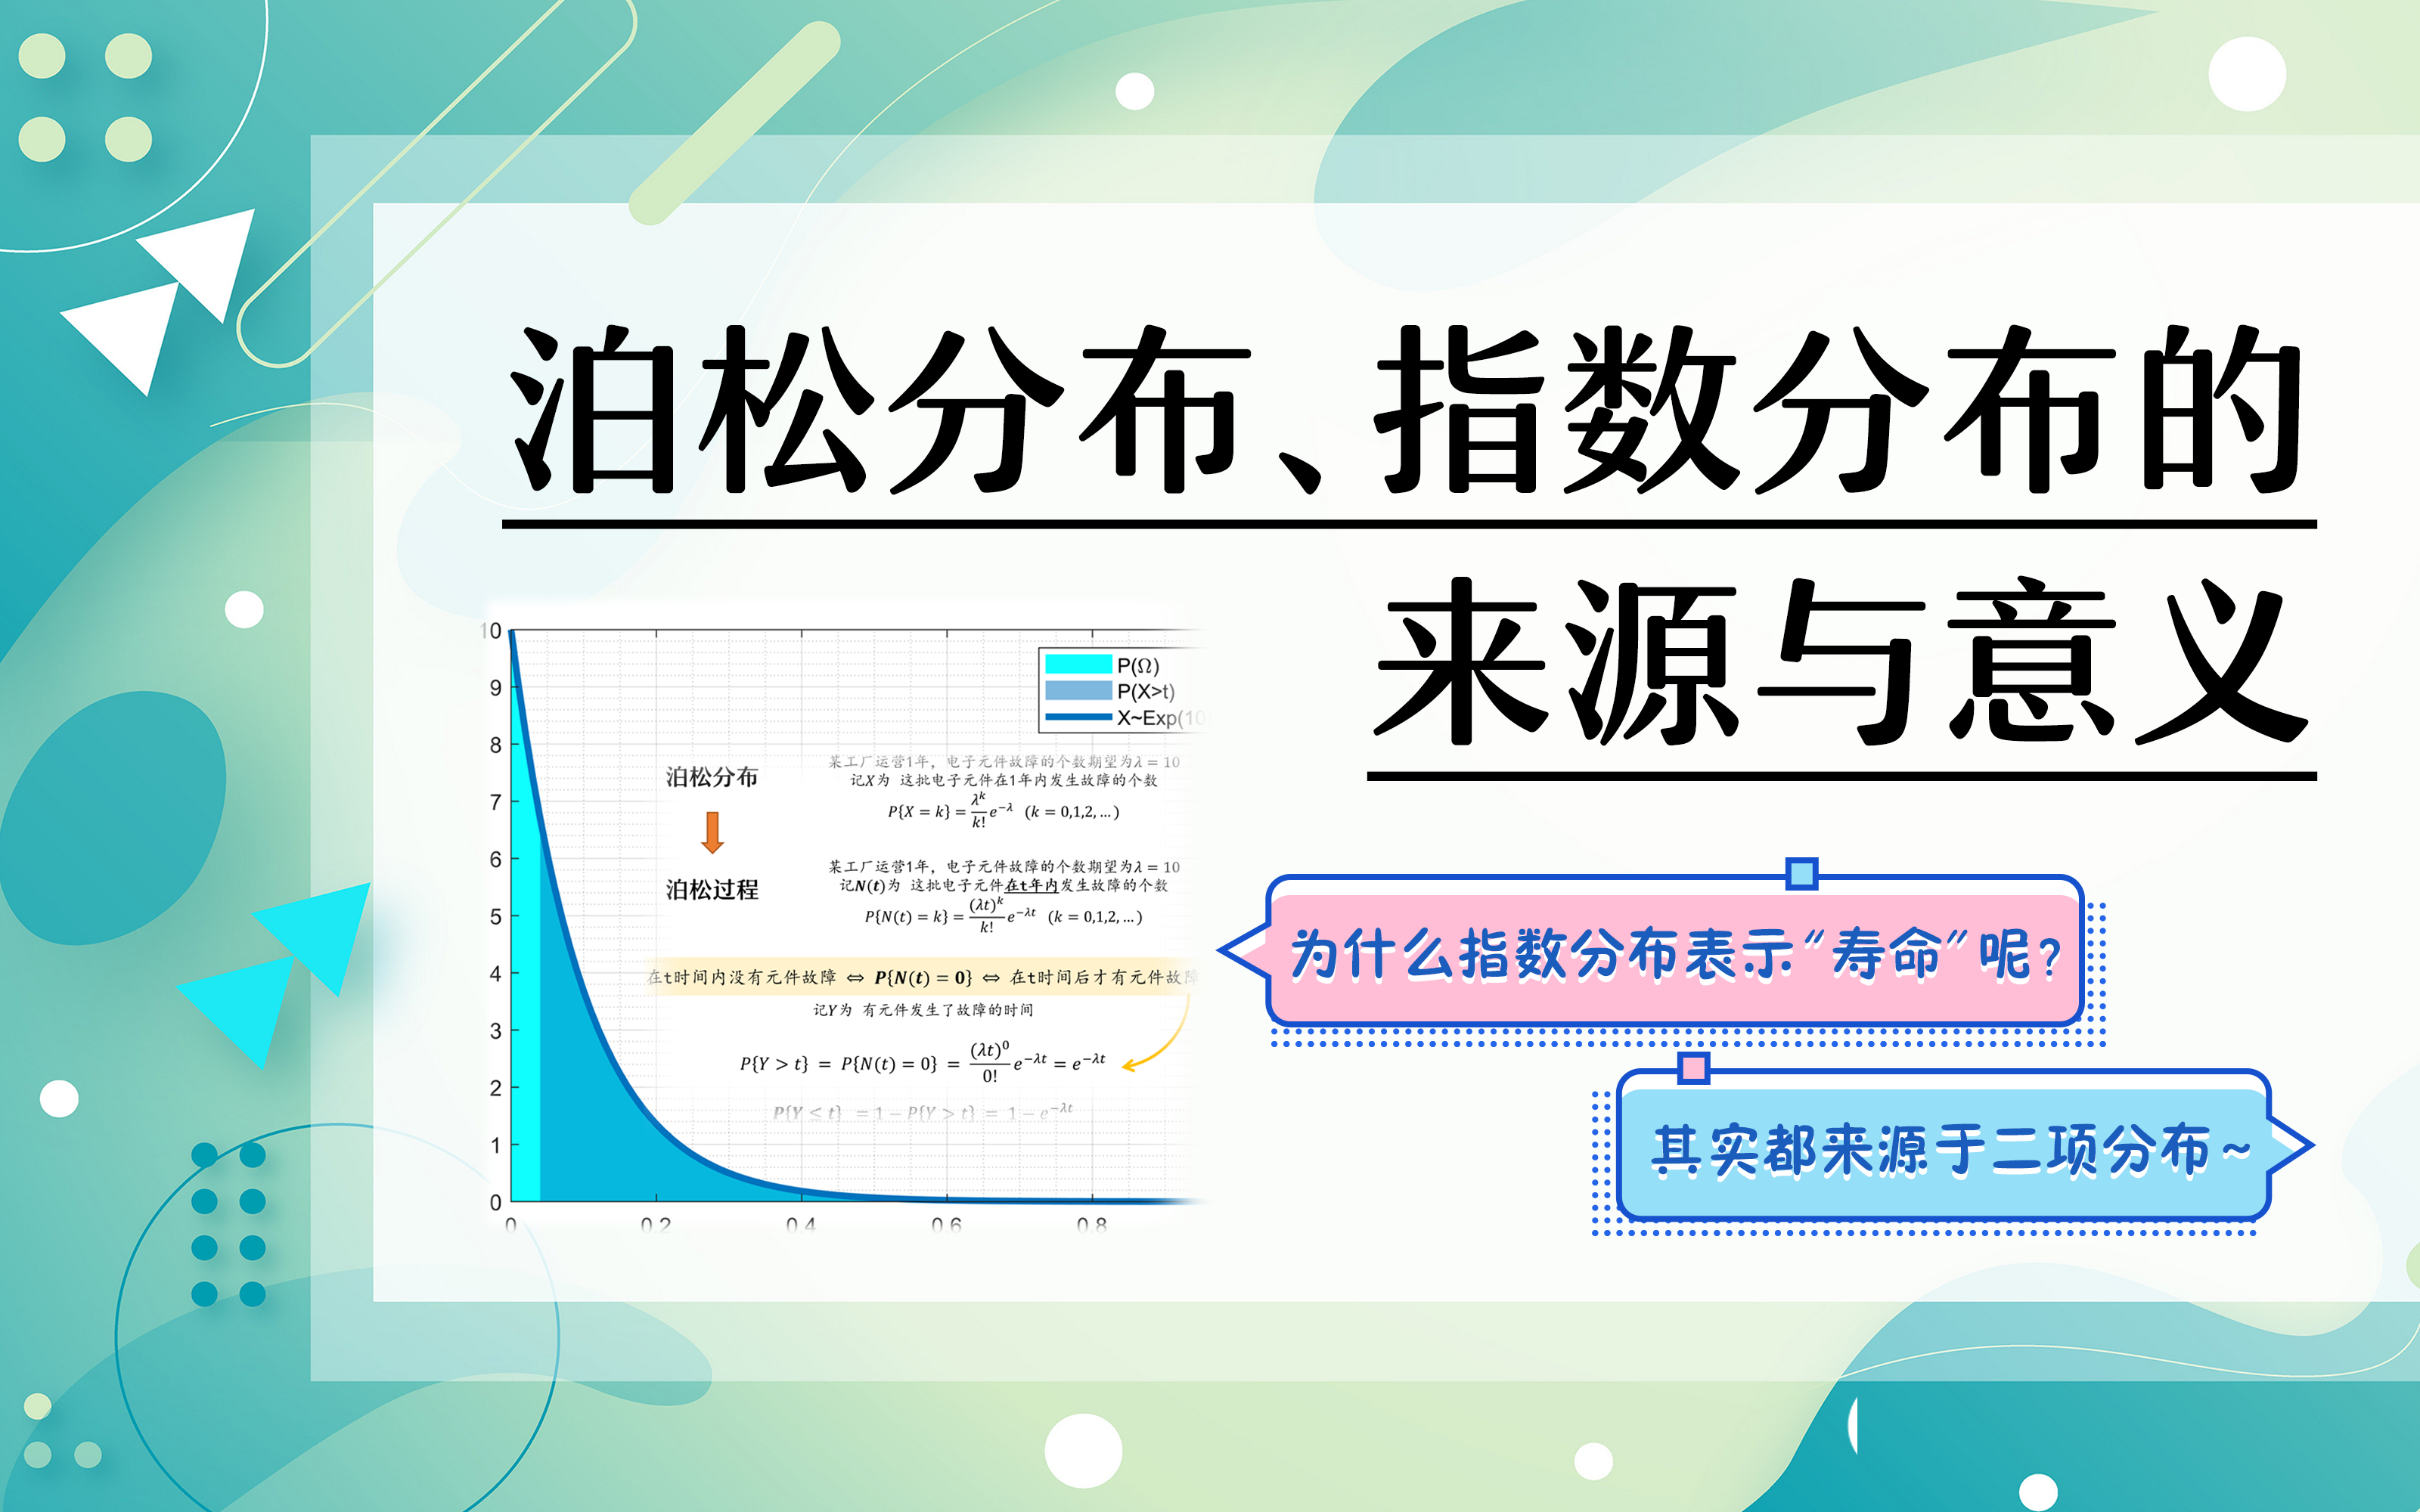 泊松分布、指数分布的
来源与意义
10
9
8
7
6
5
4
3
2
1
0
0
0.2
0.4
0.6
0.8
P(Ω)
P(X>t)
X~Exp(10
泊松分布
某工厂运营1年，电子元件故障的个数期望为λ = 10
记X为 这批电子元件在1年内发生故障的个数
P{X = k} = λ^k/k! e^{-λ} (k = 0,1,2, …)
泊松过程
某工厂运营1年，电子元件故障的个数期望为λ = 10
记N(t)为 这批电子元件在t年内发生故障的个数
P{N(t) = k} = (λt)^k/k! e^{-λt} (k = 0,1,2, …)
在t时间内没有元件故障 ⇔ P{N(t) = 0} ⇔ 在t时间后才有元件故障
记Y为 有元件发生了故障的时间
P{Y > t} = P{N(t) = 0} = (λt)^0/0! e^{-λt} = e^{-λt}
P{Y ≤ t} = 1 − P{Y > t} = 1 − e^{-λt}
为什么指数分布表示“寿命”呢?
其实都来源于二项分布~